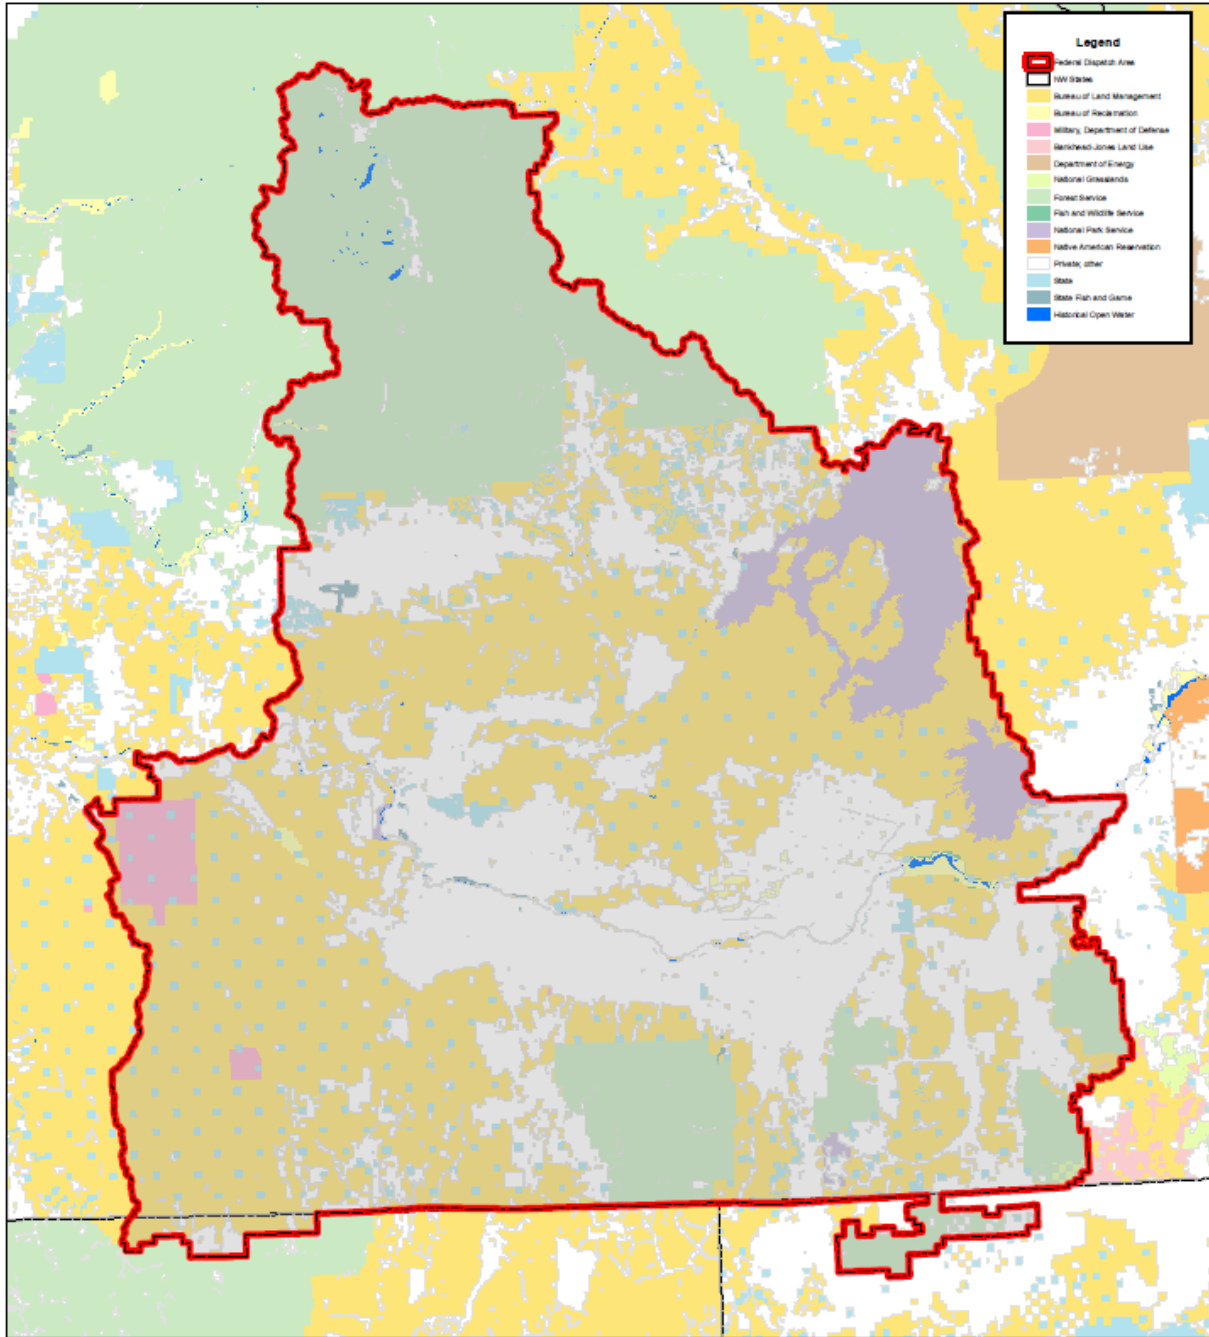 Legend
Federal Dispatch Area
NW States
Bureau of Land Management
Bureau of Reclamation
Military, Department of Defense
Bankhead-Jones Land Use
Department of Energy
National Grasslands
Forest Service
Fish and Wildlife Service
National Park Service
Native American Reservation
Private; other
State
State Fish and Game
Historical Open Water